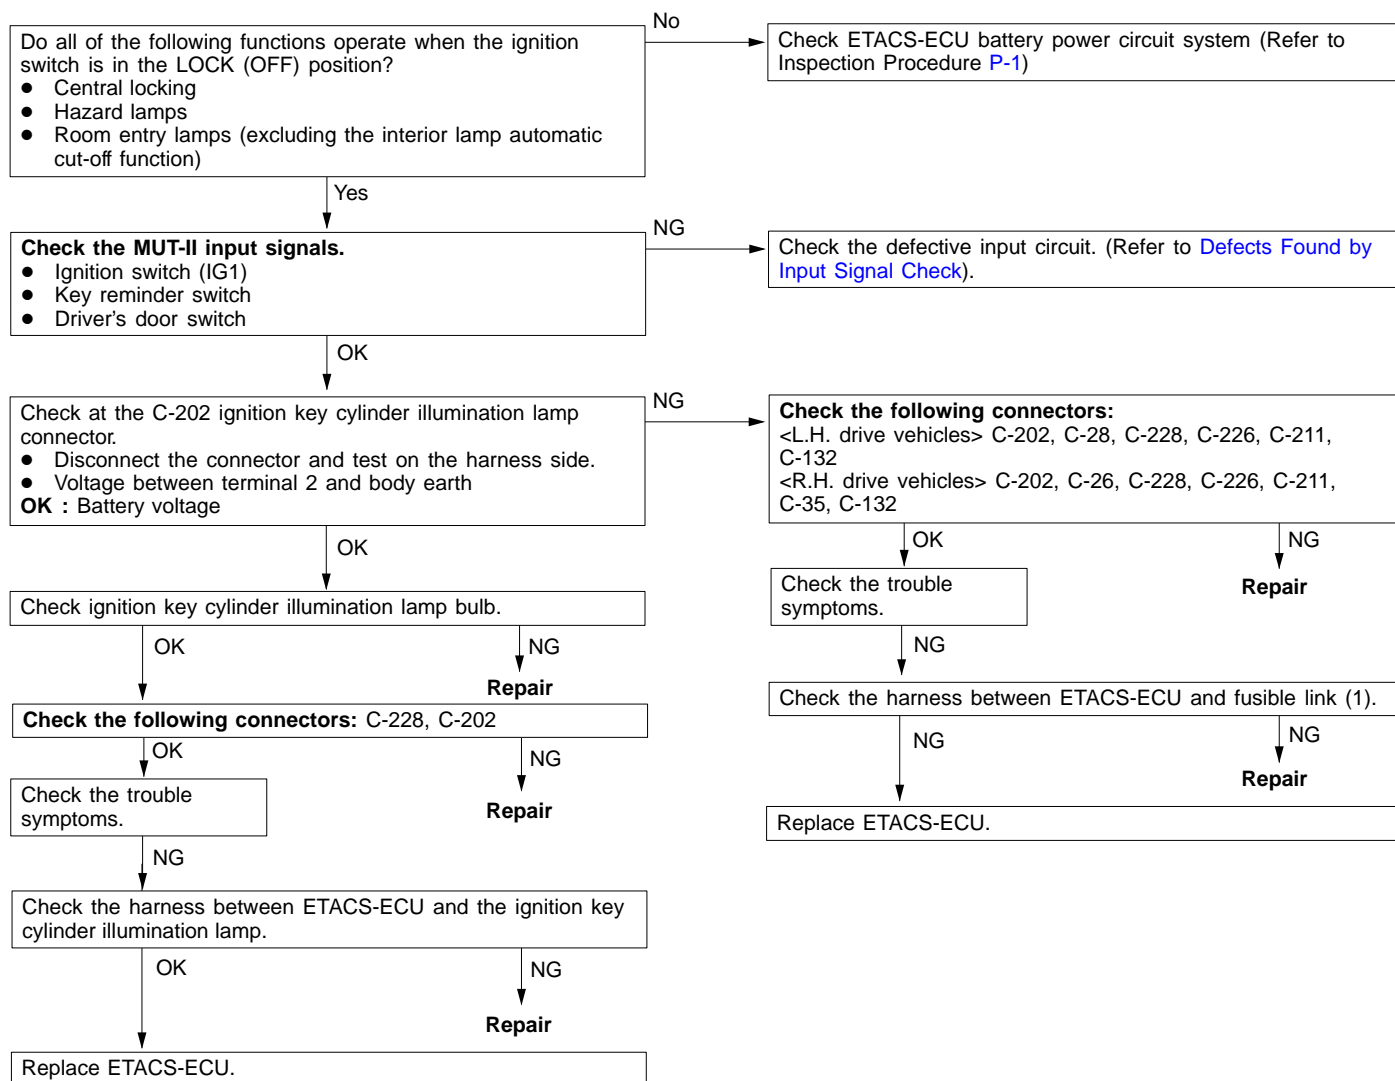 Do all of the following functions operate when the ignition
switch is in the LOCK (OFF) position?
● Central locking
● Hazard lamps
● Room entry lamps (excluding the interior lamp automatic
cut-off function)
No
Check ETACS-ECU battery power circuit system (Refer to
Inspection Procedure P-1)
Yes
Check the MUT-II input signals.
● Ignition switch (IG1)
● Key reminder switch
● Driver's door switch
NG
Check the defective input circuit. (Refer to Defects Found by
Input Signal Check).
OK
Check at the C-202 ignition key cylinder illumination lamp
connector.
● Disconnect the connector and test on the harness side.
● Voltage between terminal 2 and body earth
OK : Battery voltage
NG
Check the following connectors:
<L.H. drive vehicles> C-202, C-28, C-228, C-226, C-211,
C-132
<R.H. drive vehicles> C-202, C-26, C-228, C-226, C-211,
C-35, C-132
OK
NG
Repair
Check the trouble
symptoms.
NG
Check the harness between ETACS-ECU and fusible link (1).
NG
NG
Repair
Replace ETACS-ECU.
OK
Check ignition key cylinder illumination lamp bulb.
OK
NG
Repair
Check the following connectors: C-228, C-202
OK
NG
Repair
Check the trouble
symptoms.
NG
Check the harness between ETACS-ECU and the ignition key
cylinder illumination lamp.
OK
NG
Repair
Replace ETACS-ECU.